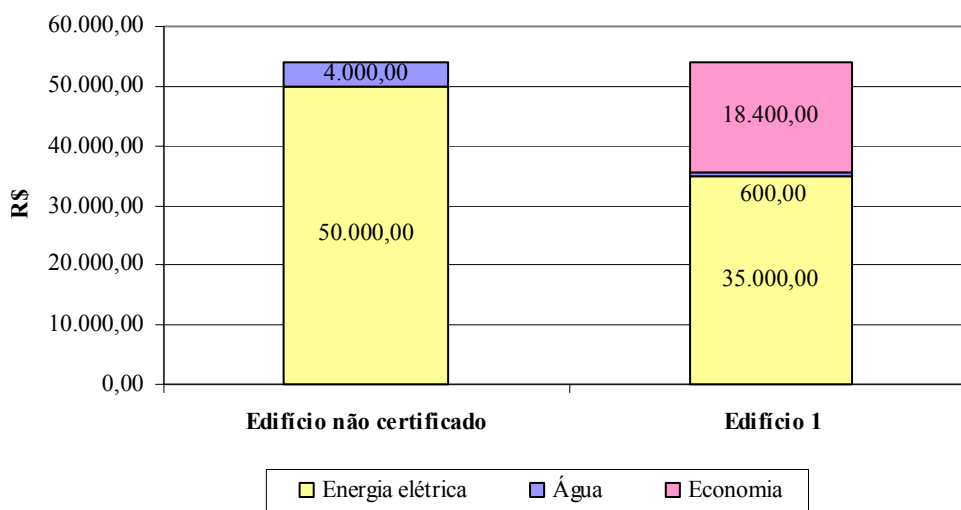 60.000,00
50.000,00
40.000,00
30.000,00
20.000,00
10.000,00
0,00
R$
4.000,00
50.000,00
18.400,00
600,00
35.000,00
Edifício não certificado
Edifício 1
Energia elétrica
Água
Economia